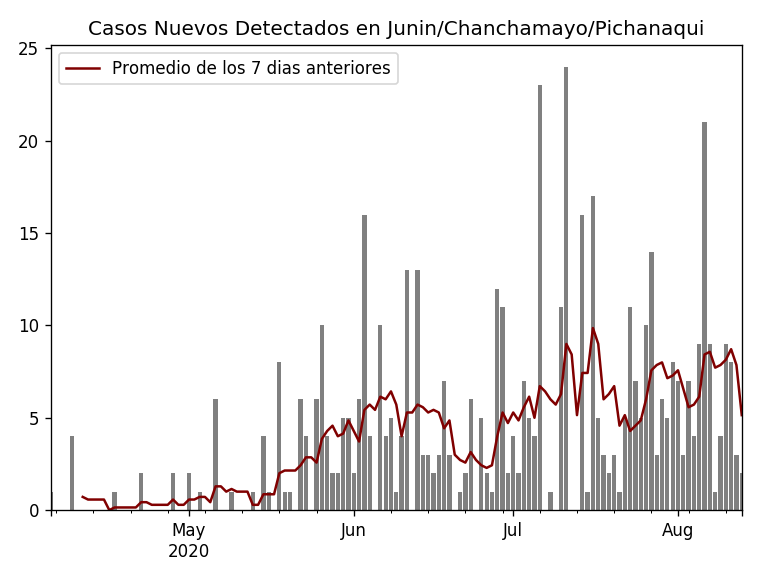 Casos Nuevos Detectados en Junin/Chanchamayo/Pichanaqui
Promedio de los 7 dias anteriores
25
20
15
10
5
0
May
2020
Jun
Jul
Aug